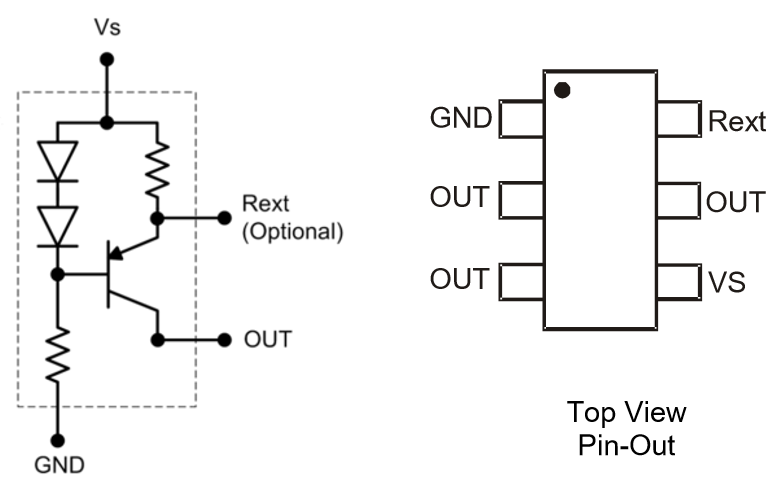 Vs
Rext
(Optional)
OUT
GND
GND
Rext
OUT
OUT
OUT
VS
Top View
Pin-Out